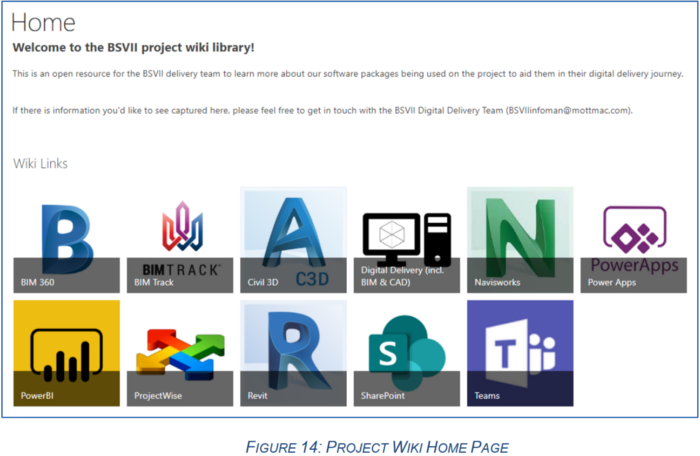 Home
Welcome to the BSVII project wiki library!
This is an open resource for the BSVII delivery team to learn more about our software packages being used on the project to aid them in their digital delivery journey.
If there is information you'd like to see captured here, please feel free to get in touch with the BSVII Digital Delivery Team (BSVIIinfoman@mottmac.com).
Wiki Links
B
BIM 360
BIMTRACK
BIM Track
A
C3D
Civil 3D
Digital Delivery (incl.
BIM & CAD)
N
Navisworks
PowerApps
Power Apps
PowerBI
ProjectWise
R
Revit
S
SharePoint
T
Teams
FIGURE 14: PROJECT WIKI HOME PAGE